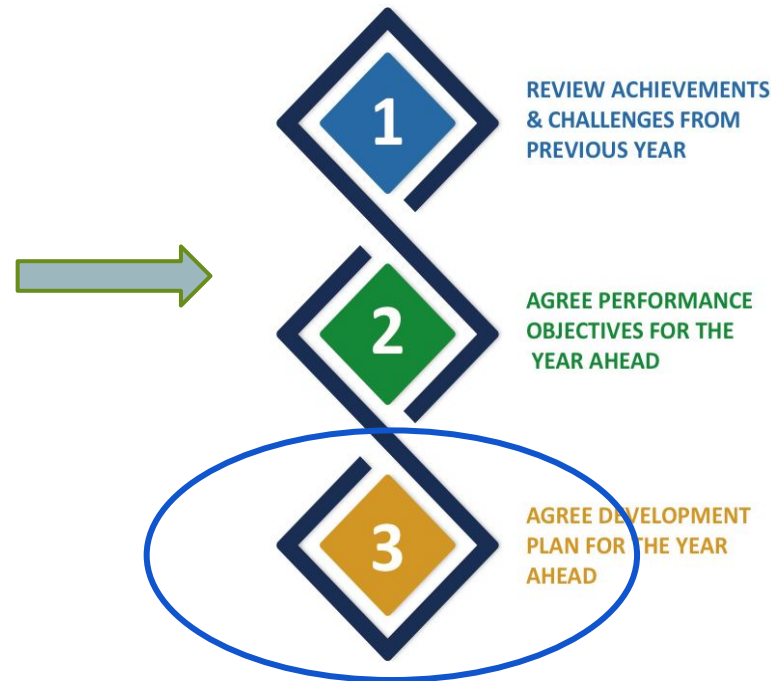 1
REVIEW ACHIEVEMENTS
& CHALLENGES FROM
PREVIOUS YEAR
2
AGREE PERFORMANCE
OBJECTIVES FOR THE
YEAR AHEAD
3
AGREE DEVELOPMENT
PLAN FOR THE YEAR
AHEAD